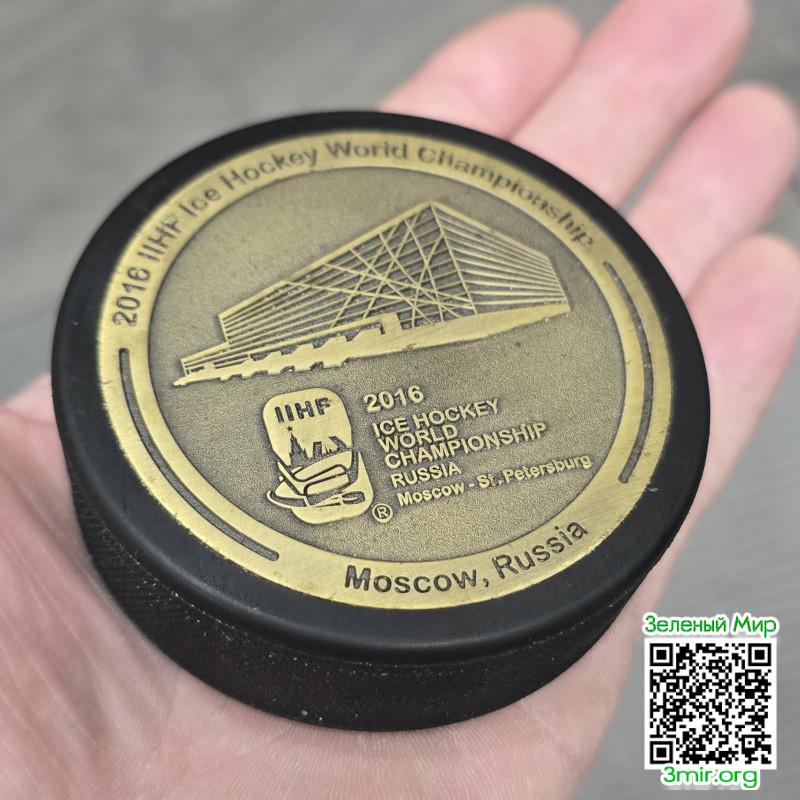 2016 IIHF Ice Hockey World Championship
IIHF
2016
ICE HOCKEY
WORLD
CHAMPIONSHIP
RUSSIA
Moscow - St. Petersburg
®
Moscow, Russia
Зеленый Мир
3mir.org